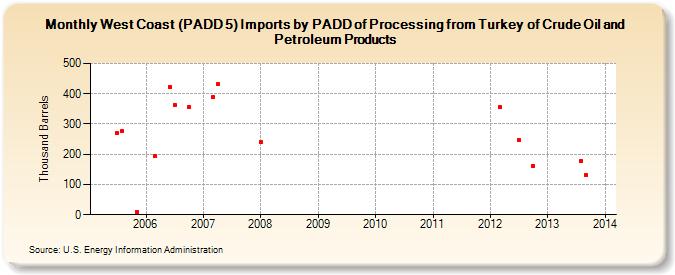 Monthly West Coast (PADD 5) Imports by PADD of Processing from Turkey of Crude Oil and
Petroleum Products
500
400
300
200
100
0
Thousand Barrels
2006 2007 2008 2009 2010 2011 2012 2013 2014
Source: U.S. Energy Information Administration